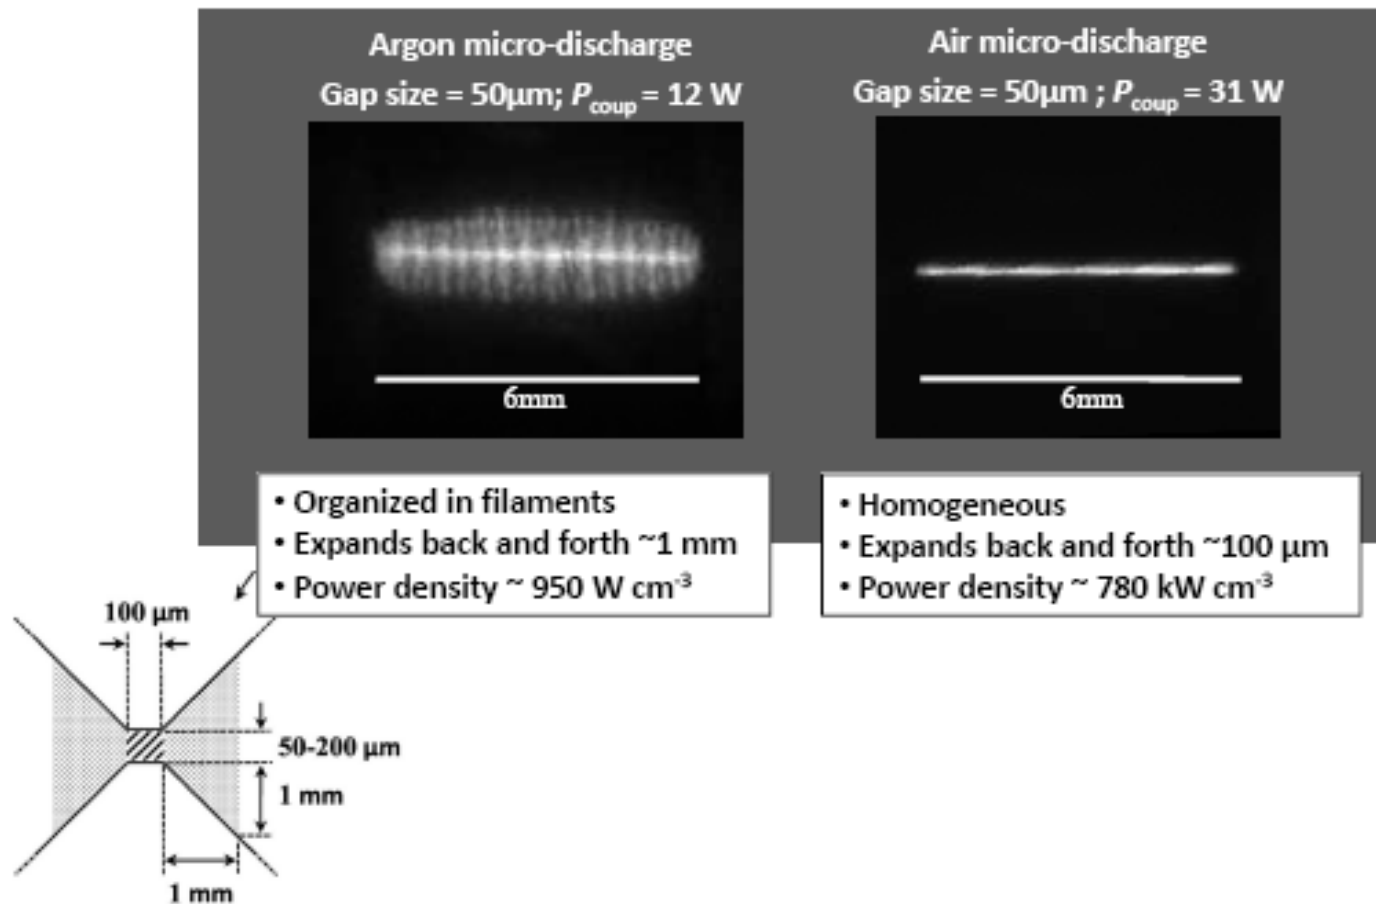 Argon micro-discharge
Gap size = 50µm; Pcoup = 12 W
6mm
• Organized in filaments
• Expands back and forth ~1 mm
• Power density ~ 950 W cm-3
Air micro-discharge
Gap size = 50µm ; Pcoup = 31 W
6mm
• Homogeneous
• Expands back and forth ~100 µm
• Power density ~ 780 kW cm-3
100 µm
50-200 µm
1 mm
1 mm